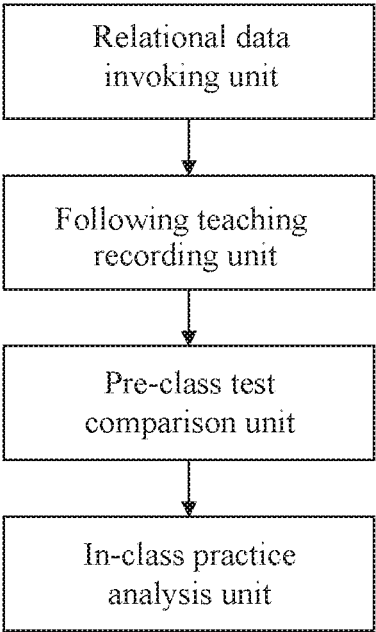 Relational data
invoking unit
Following teaching
recording unit
Pre-class test
comparison unit
In-class practice
analysis unit